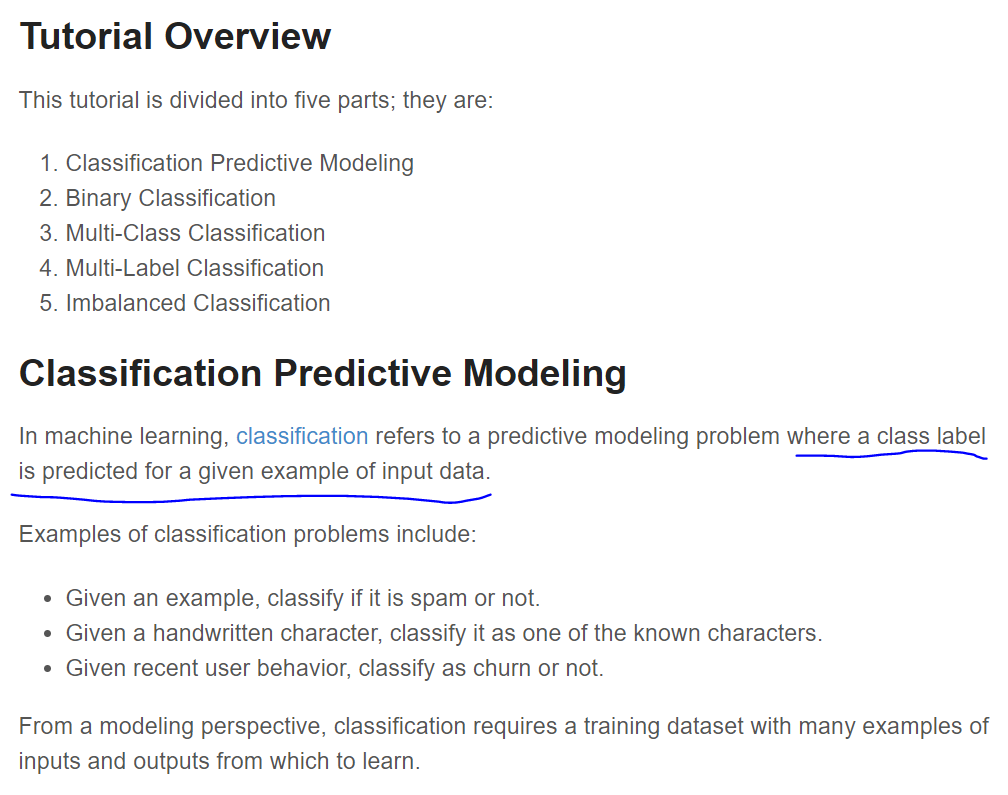 Tutorial Overview
This tutorial is divided into five parts; they are:
1. Classification Predictive Modeling
2. Binary Classification
3. Multi-Class Classification
4. Multi-Label Classification
5. Imbalanced Classification
Classification Predictive Modeling
In machine learning, classification refers to a predictive modeling problem where a class label
is predicted for a given example of input data.
Examples of classification problems include:
• Given an example, classify if it is spam or not.
• Given a handwritten character, classify it as one of the known characters.
• Given recent user behavior, classify as churn or not.
From a modeling perspective, classification requires a training dataset with many examples of
inputs and outputs from which to learn.